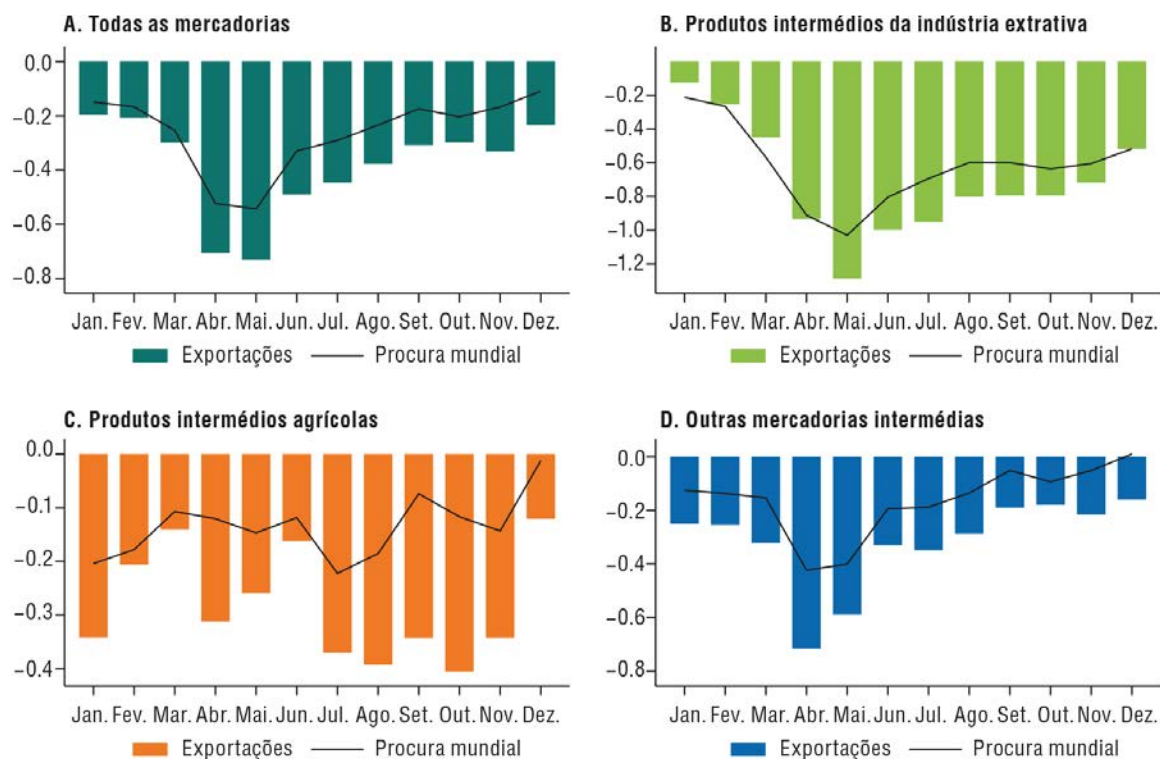 A. Todas as mercadorias
0.0
−0.2
−0.4
−0.6
−0.8
Jan. Fev. Mar. Abr. Mai. Jun. Jul. Ago. Set. Out. Nov. Dez.
Exportações Procura mundial
B. Produtos intermédios da indústria extrativa
−0.2
−0.4
−0.6
−0.8
−1.0
−1.2
Jan. Fev. Mar. Abr. Mai. Jun. Jul. Ago. Set. Out. Nov. Dez.
Exportações Procura mundial
C. Produtos intermédios agrícolas
0.0
−0.1
−0.2
−0.3
−0.4
Jan. Fev. Mar. Abr. Mai. Jun. Jul. Ago. Set. Out. Nov. Dez.
Exportações Procura mundial
D. Outras mercadorias intermédias
0.0
−0.2
−0.4
−0.6
−0.8
Jan. Fev. Mar. Abr. Mai. Jun. Jul. Ago. Set. Out. Nov. Dez.
Exportações Procura mundial